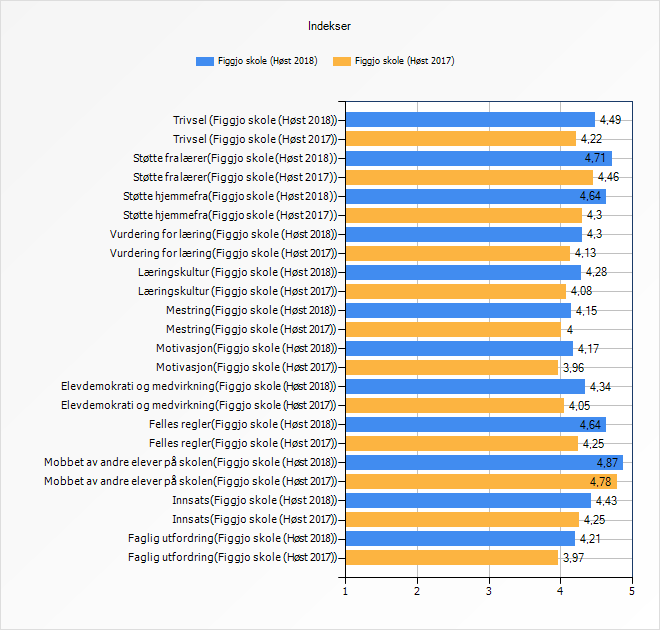 Indekser
Figgjo skole (Høst 2018) Figgjo skole (Høst 2017)
Trivsel (Figgjo skole (Høst 2018)) 4,49
Trivsel (Figgjo skole (Høst 2017)) 4,22
Støtte fra lærer(Figgjo skole (Høst 2018)) 4,71
Støtte fra lærer(Figgjo skole (Høst 2017)) 4,46
Støtte hjemmefra(Figgjo skole (Høst 2018)) 4,64
Støtte hjemmefra(Figgjo skole (Høst 2017)) 4,3
Vurdering for læring(Figgjo skole (Høst 2018)) 4,3
Vurdering for læring(Figgjo skole (Høst 2017)) 4,13
Læringskultur (Figgjo skole (Høst 2018)) 4,28
Læringskultur (Figgjo skole (Høst 2017)) 4,08
Mestring(Figgjo skole (Høst 2018)) 4,15
Mestring(Figgjo skole (Høst 2017)) 4
Motivasjon(Figgjo skole (Høst 2018)) 4,17
Motivasjon(Figgjo skole (Høst 2017)) 3,96
Elevdemokrati og medvirkning(Figgjo skole (Høst 2018)) 4,34
Elevdemokrati og medvirkning(Figgjo skole (Høst 2017)) 4,05
Felles regler(Figgjo skole (Høst 2018)) 4,64
Felles regler(Figgjo skole (Høst 2017)) 4,25
Mobbet av andre elever på skolen(Figgjo skole (Høst 2018)) 4,87
Mobbet av andre elever på skolen(Figgjo skole (Høst 2017)) 4,78
Innsats(Figgjo skole (Høst 2018)) 4,43
Innsats(Figgjo skole (Høst 2017)) 4,25
Faglig utfordring(Figgjo skole (Høst 2018)) 4,21
Faglig utfordring(Figgjo skole (Høst 2017)) 3,97
1 2 3 4 5